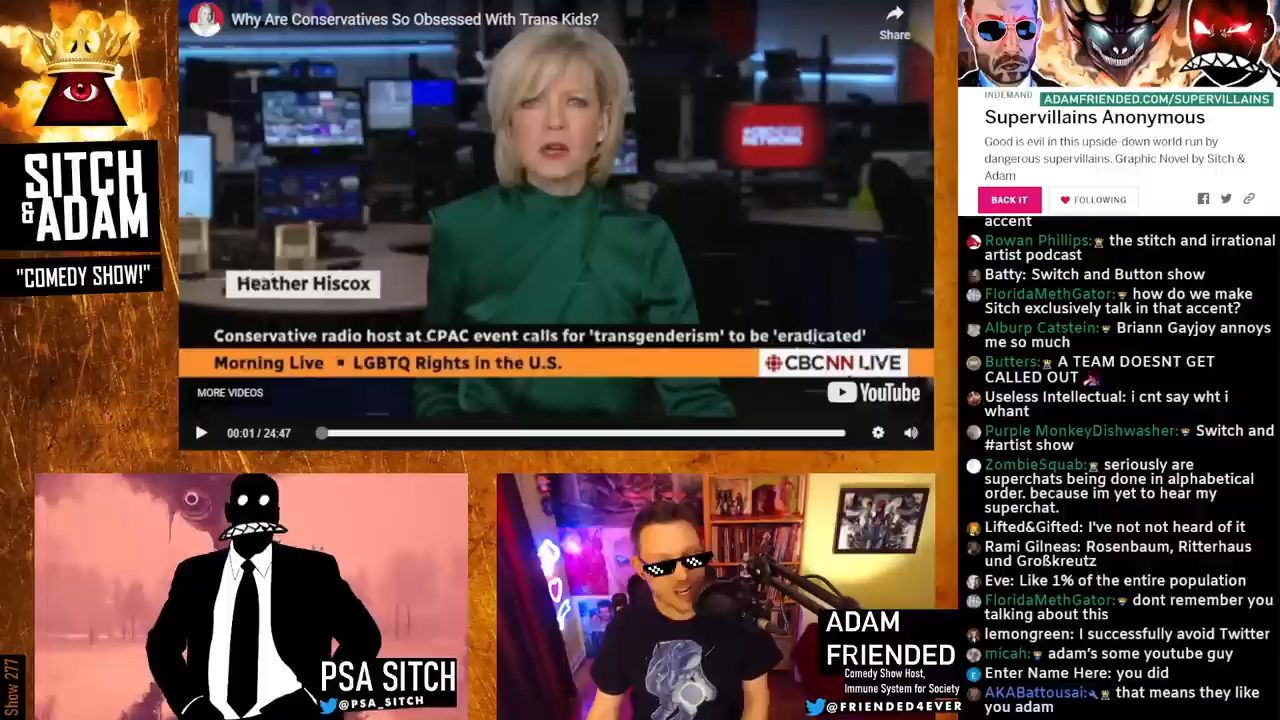 SITCH
& ADAM
"COMEDY SHOW!"
Show 277
Why Are Conservatives So Obsessed With Trans Kids?
Share
Heather Hiscox
Conservative radio host at CPAC event calls for 'transgenderism' to be 'eradicated'
Morning Live ▪ LGBTQ Rights in the U.S.
CBCNN LIVE
MORE VIDEOS
YouTube
00:01 / 24:47
PSA SITCH
@PSA_SITCH
ADAM
FRIENDED
Comedy Show Host,
Immune System for Society
@FRIENDED4EVER
INDEMAND
ADAMFRIENDED.COM/SUPERVILLAINS
Supervillains Anonymous
Good is evil in this upside-down world run by
dangerous supervillains. Graphic Novel by Sitch &
Adam
BACK IT
FOLLOWING
accent
Rowan Phillips: the stitch and irrational
artist podcast
Batty: Switch and Button show
FloridaMethGator: how do we make
Sitch exclusively talk in that accent?
Alburp Catstein: Briann Gayjoy annoys
me so much
Butters: A TEAM DOESNT GET
CALLED OUT
Useless Intellectual: i cnt say wht i
whant
Purple MonkeyDishwasher: Switch and
#artist show
ZombieSquab: seriously are
superchats being done in alphabetical
order. because im yet to hear my
superchat.
Lifted&Gifted: I've not not heard of it
Rami Gilneas: Rosenbaum, Ritterhaus
und Großkreutz
Eve: Like 1% of the entire population
FloridaMethGator: dont remember you
talking about this
lemongreen: I successfully avoid Twitter
micah: adam's some youtube guy
Enter Name Here: you did
AKABattousai: that means they like
you adam